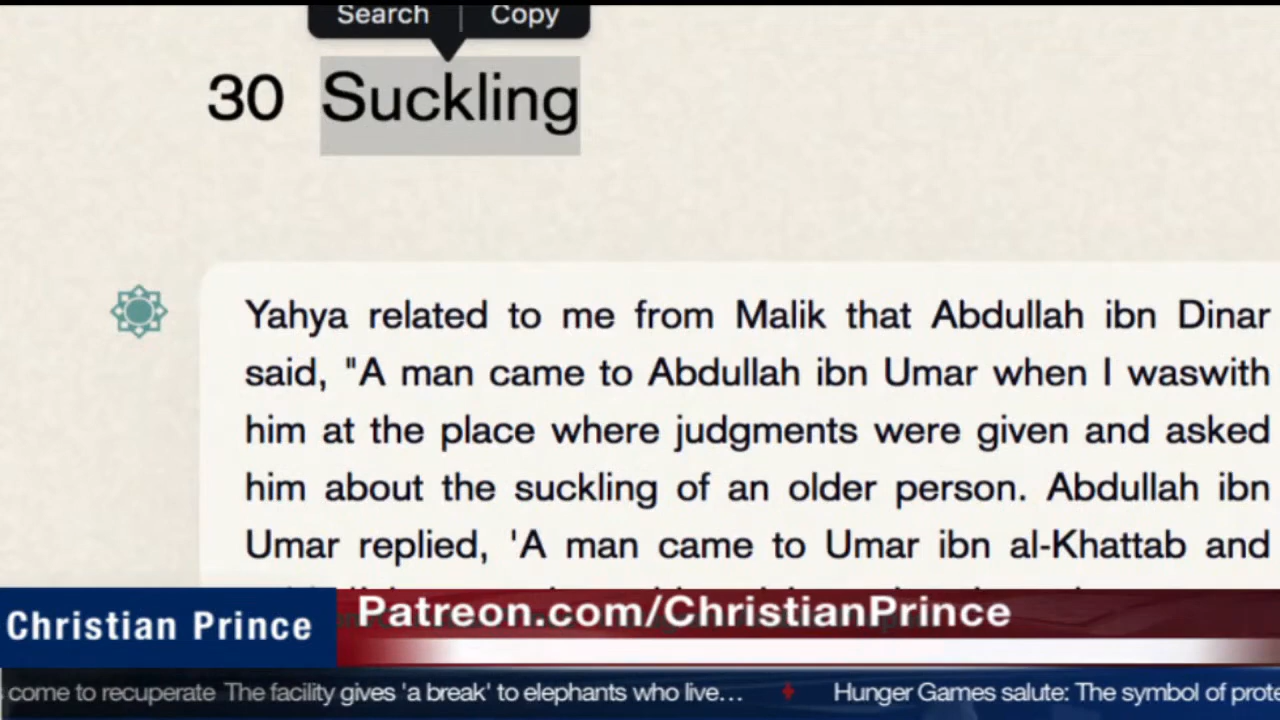 Search Copy
30 Suckling
Yahya related to me from Malik that Abdullah ibn Dinar
said, "A man came to Abdullah ibn Umar when I waswith
him at the place where judgments were given and asked
him about the suckling of an older person. Abdullah ibn
Umar replied, 'A man came to Umar ibn al-Khattab and
Christian Prince
Patreon.com/ChristianPrince
come to recuperate The facility gives 'a break' to elephants who live... Hunger Games salute: The symbol of prote